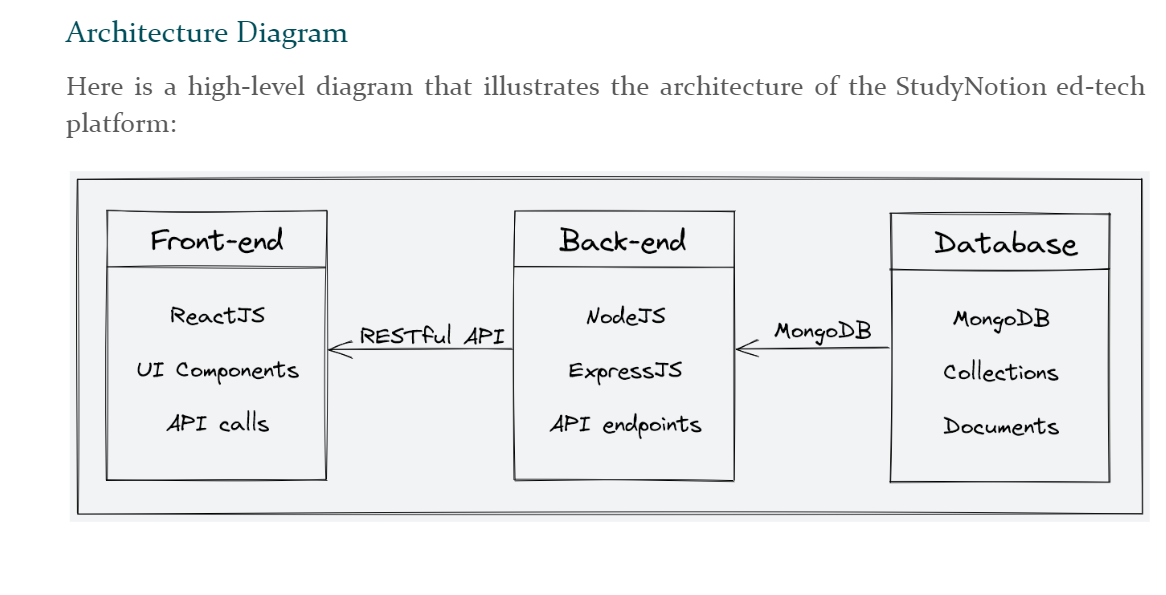 Architecture Diagram
Here is a high-level diagram that illustrates the architecture of the StudyNotion ed-tech
platform:
Front-end
ReactJS
UI Components
API calls
RESTful API
Back-end
NodeJS
ExpressJS
API endpoints
MongoDB
Database
MongoDB
Collections
Documents